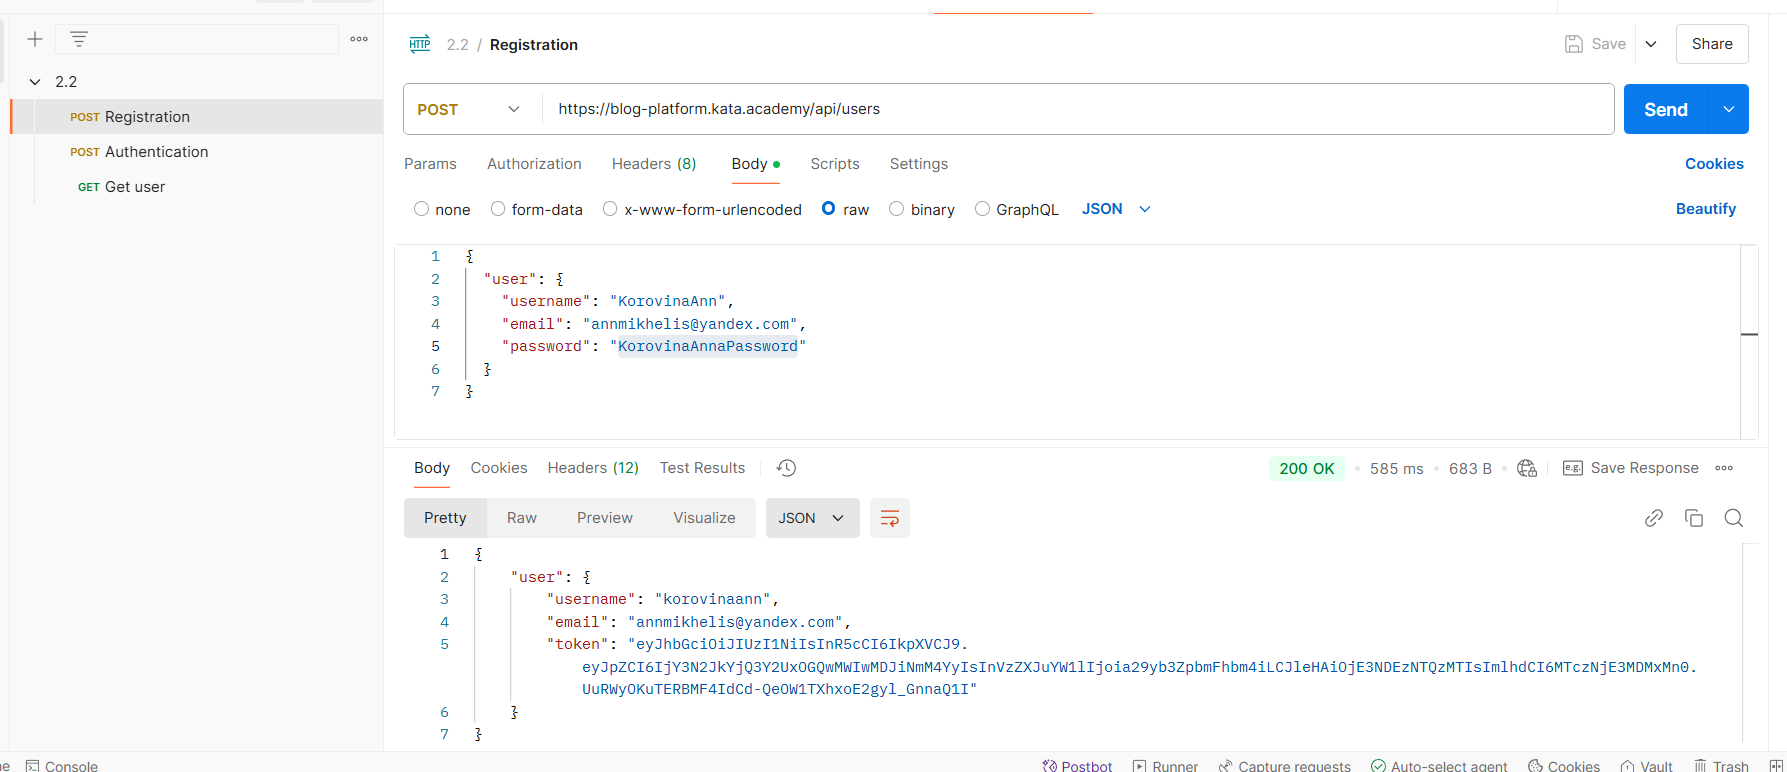 2.2
POST Registration
POST Authentication
GET Get user
HTTP 2.2 / Registration
Save
Share
POST
https://blog-platform.kata.academy/api/users
Send
Params Authorization Headers (8) Body Scripts Settings
Cookies
none form-data x-www-form-urlencoded raw binary GraphQL JSON
Beautify
1 {
2 "user": {
3 "username": "KorovinaAnn",
4 "email": "annmikhelis@yandex.com",
5 "password": "KorovinaAnnaPassword"
6 }
7 }
Body Cookies Headers (12) Test Results
200 OK • 585 ms • 683 B •
e.g. Save Response
Pretty Raw Preview Visualize JSON
1 {
2 "user": {
3 "username": "korovinaann",
4 "email": "annmikhelis@yandex.com",
5 "token": "eyJhbGciOiJIUzI1NiIsInR5cCI6IkpXVCJ9.
eyJpZCI6IjY3N2JkYjQ3Y2UxOGQwMWIwMDJiNmM4YyIsInVzZXJuYW1lIjoia29yb3ZpbmFhbm4iLCJleHAiOjE3NDEzNTQzMTIsImlhdCI6MTczNjE3MDMxMn0.
UuRWyOKuTERBMF4IdCd-QeOW1TXhxoE2gyl_GnnaQ1I"
6 }
7 }
Console
Postbot Runner Capture requests Auto-select agent Cookies Vault Trash